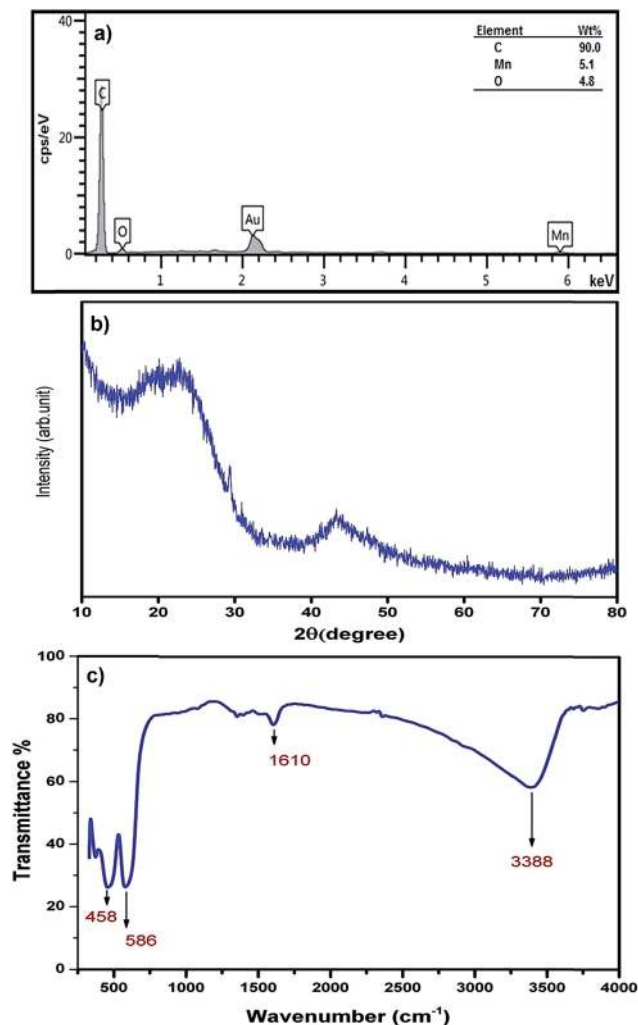 a)
Element Wt%
C 90.0
Mn 5.1
O 4.8
40
20
0
cps/eV
C
O
Au
Mn
1 2 3 4 5 6 keV
b)
Intensity (arb.unit)
10 20 30 40 50 60 70 80
2θ(degree)
c)
100
80
60
40
20
0
Transmittance %
458
586
1610
3388
500 1000 1500 2000 2500 3000 3500 4000
Wavenumber (cm⁻¹)